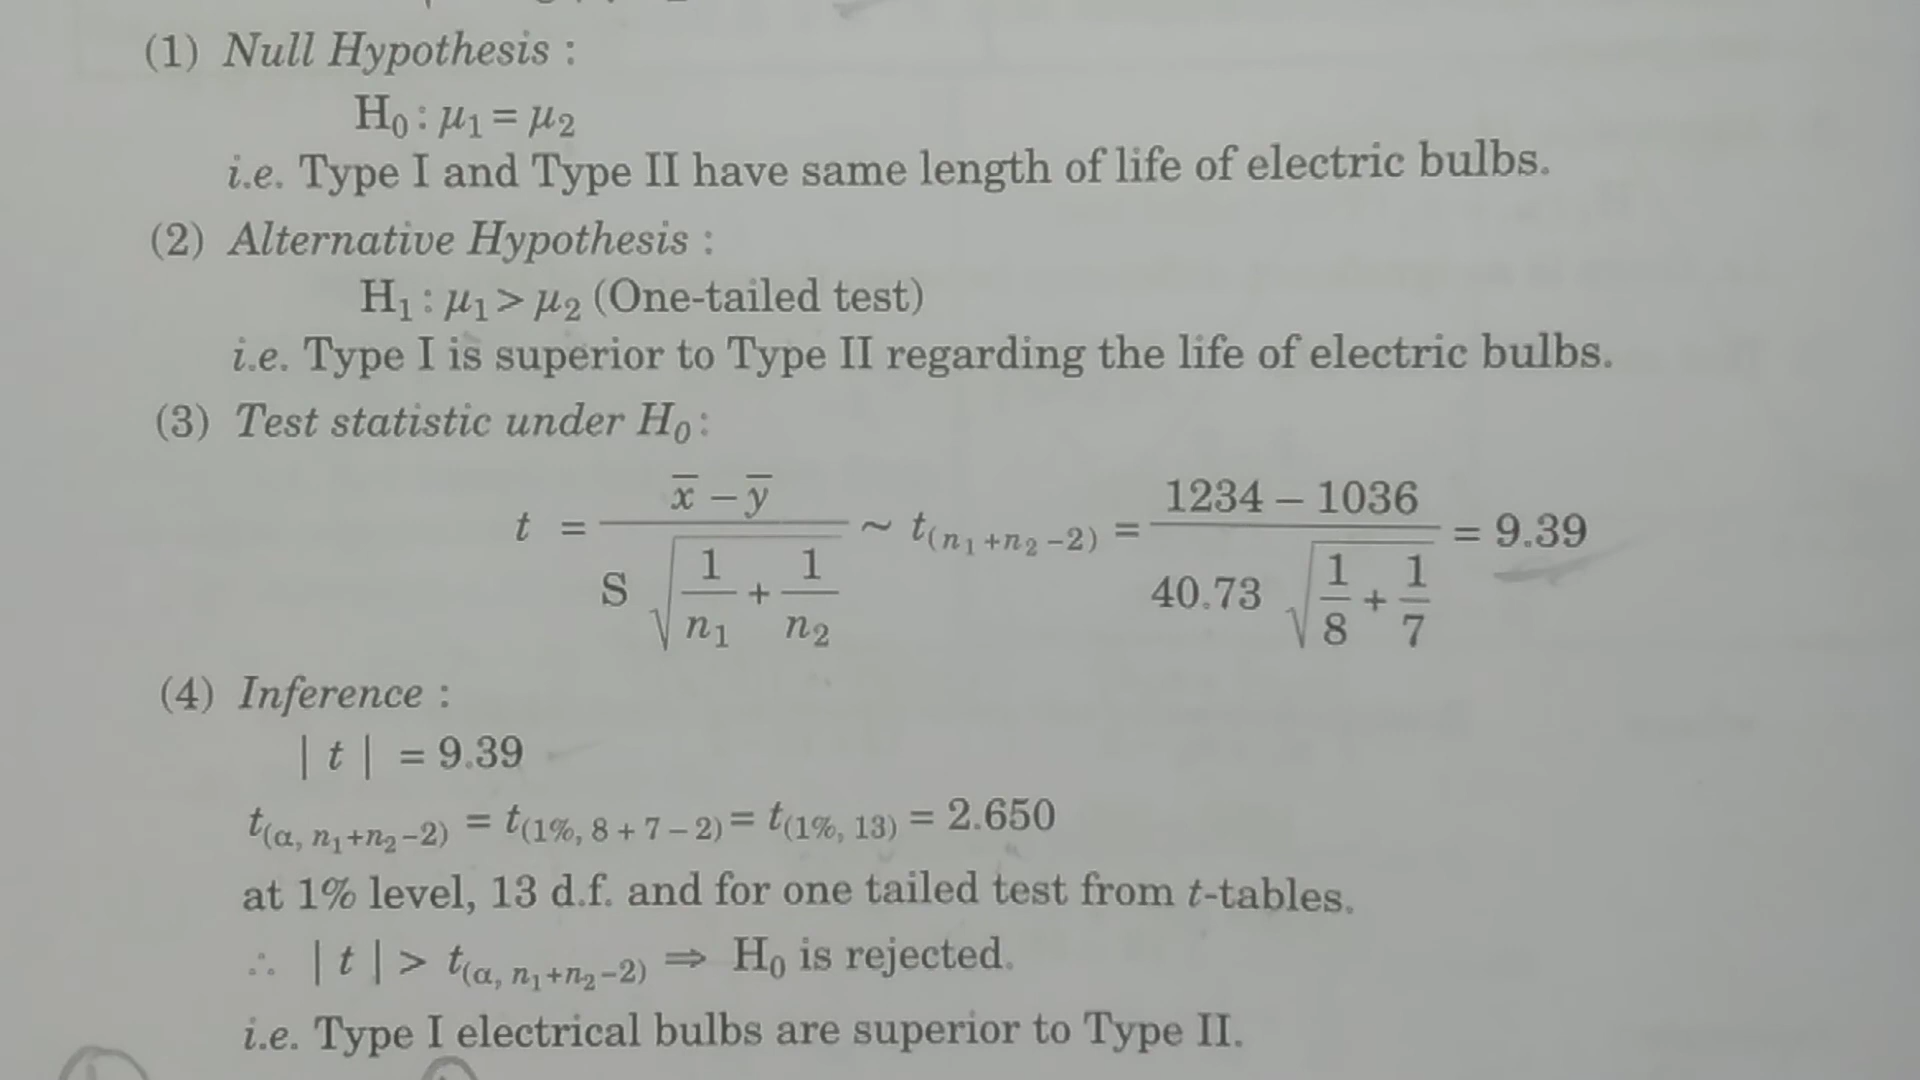 (1) Null Hypothesis :
H₀ : μ₁ = μ₂
i.e. Type I and Type II have same length of life of electric bulbs.
(2) Alternative Hypothesis :
H₁ : μ₁ > μ₂ (One-tailed test)
i.e. Type I is superior to Type II regarding the life of electric bulbs.
(3) Test statistic under H₀ :
t = (x̄ – ȳ) / (S √(1/n₁ + 1/n₂)) ~ t(n₁ + n₂ – 2) = (1234 – 1036) / (40.73 √(1/8 + 1/7)) = 9.39
(4) Inference :
| t | = 9.39
t(α, n₁+n₂–2) = t(1%, 8 + 7 – 2) = t(1%, 13) = 2.650
at 1% level, 13 d.f. and for one tailed test from t-tables.
∴ | t | > t(α, n₁+n₂–2) ⇒ H₀ is rejected.
i.e. Type I electrical bulbs are superior to Type II.